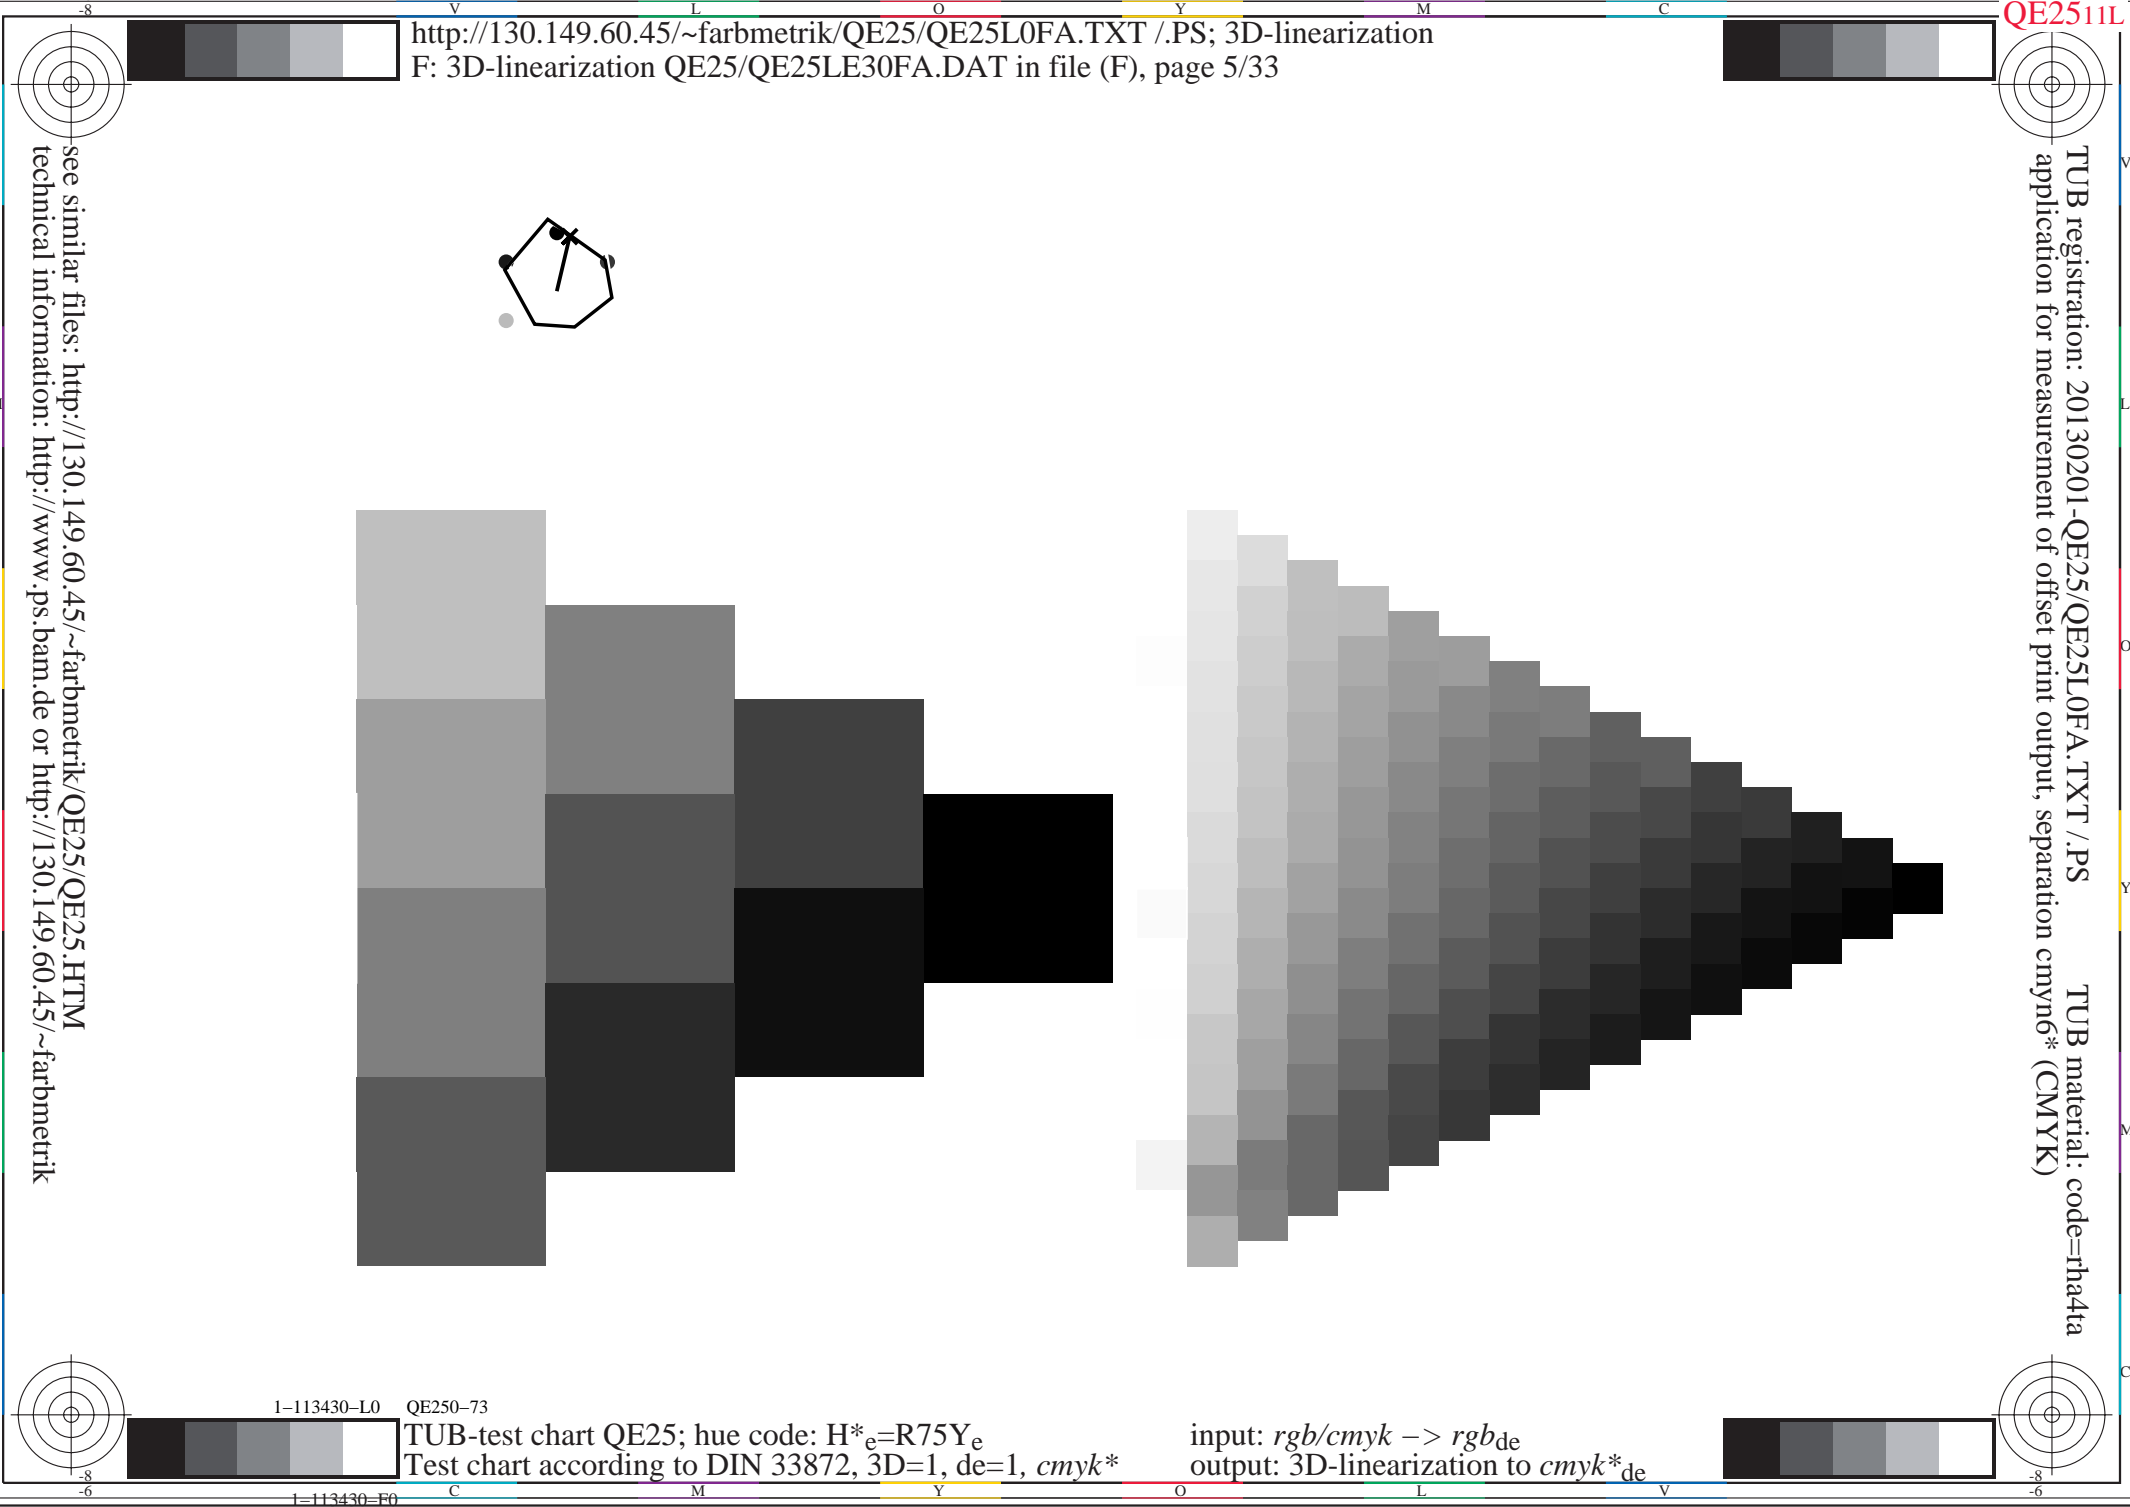 -8
V
L
O
Y
M
C
QE2511L
http://130.149.60.45/~farbmetrik/QE25/QE25L0FA.TXT /.PS; 3D-linearization
F: 3D-linearization QE25/QE25LE30FA.DAT in file (F), page 5/33
see similar files: http://130.149.60.45/~farbmetrik/QE25/QE25.HTM
technical information: http://www.ps.bam.de or http://130.149.60.45/~farbmetrik
TUB registration: 20130201-QE25/QE25L0FA.TXT /.PS
TUB material: code=rha4ta
application for measurement of offset print output, separation cmyn6* (CMYK)
V
L
O
Y
M
C
1-113430-L0
QE250-73
TUB-test chart QE25; hue code: H*e=R75Ye
Test chart according to DIN 33872, 3D=1, de=1, cmyk*
input: rgb/cmyk -> rgbde
output: 3D-linearization to cmyk*de
-8
-8
-6
1-113430-F0
C
M
Y
O
L
V
-6